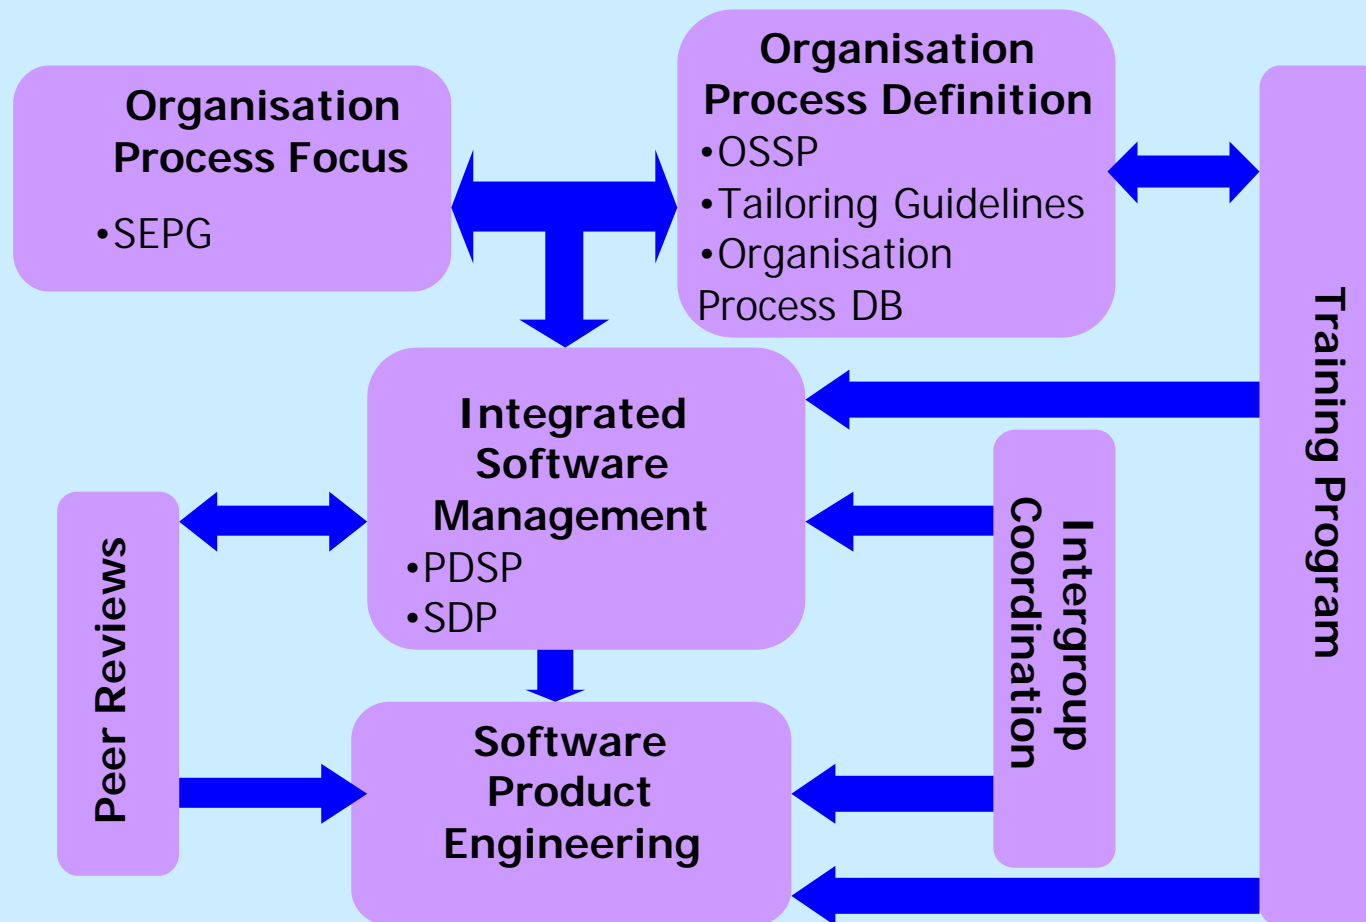 Organisation
Process Focus
•SEPG
Organisation
Process Definition
•OSSP
•Tailoring Guidelines
•Organisation
Process DB
Integrated
Software
Management
•PDSP
•SDP
Peer Reviews
Intergroup
Coordination
Training Program
Software
Product
Engineering